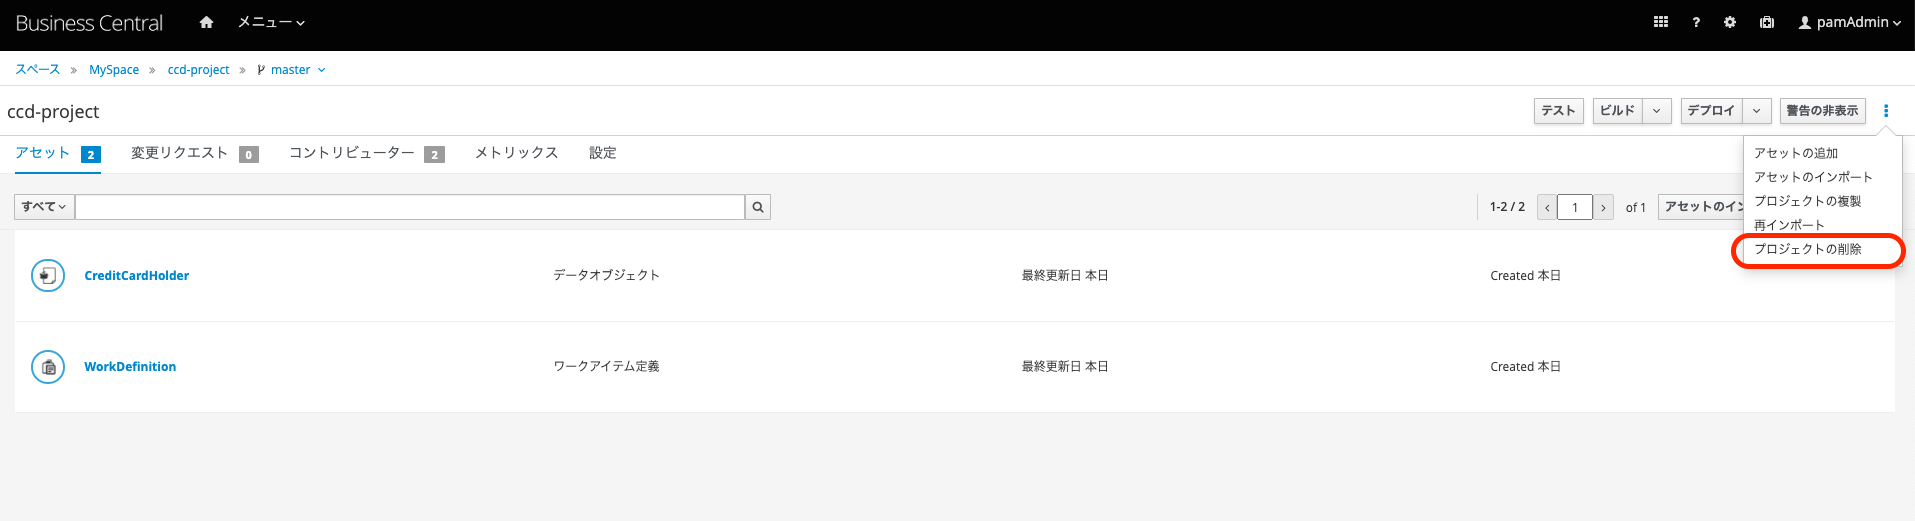 Business Central メニュー ? pamAdmin
スペース » MySpace » ccd-project » master
ccd-project テスト ビルド デプロイ 警告の非表示
アセット 2 変更リクエスト 0 コントリビューター 2 メトリックス 設定
アセットの追加
アセットのインポート
プロジェクトの複製
再インポート
プロジェクトの削除
すべて 1-2 / 2 < 1 > of 1 アセットのイン
CreditCardHolder データオブジェクト 最終更新日 本日 Created 本日
WorkDefinition ワークアイテム定義 最終更新日 本日 Created 本日